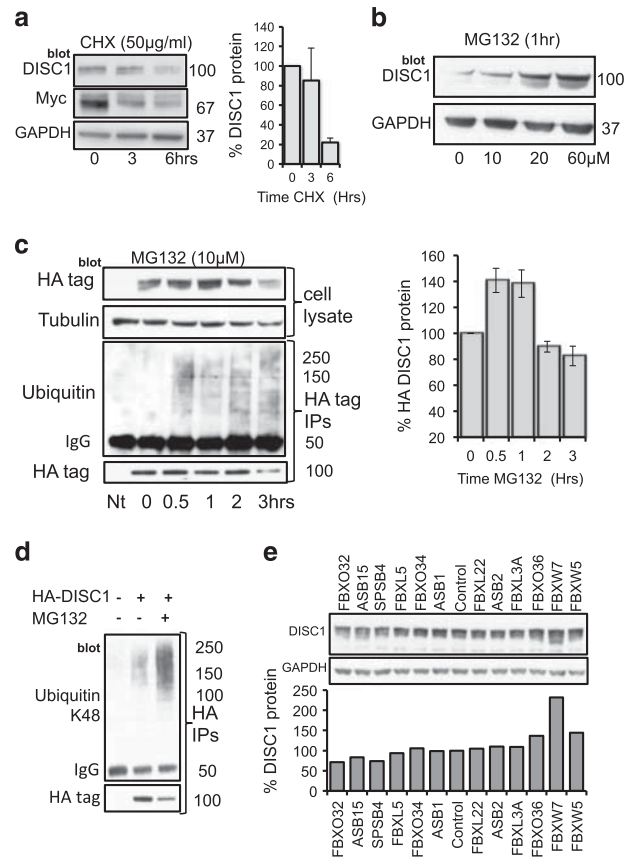 a
CHX (50µg/ml)
blot
DISC1
100
Myc
67
GAPDH
37
0 3 6hrs
% DISC1 protein
140
120
100
80
60
40
20
0
0 3 6
Time CHX (Hrs)
b
MG132 (1hr)
blot
DISC1
100
GAPDH
37
0 10 20 60µM
c
blot
MG132 (10µM)
HA tag
Tubulin
cell
lysate
Ubiquitin
250
150
HA tag
IPs
IgG
50
HA tag
100
Nt 0 0.5 1 2 3hrs
% HA DISC1 protein
160
140
120
100
80
60
40
20
0 0.5 1 2 3
Time MG132 (Hrs)
d
HA-DISC1 - + +
MG132 - - +
blot
250
150
100
Ubiquitin
K48
HA
IPs
IgG
50
HA tag
100
e
FBXO32
ASB15
SPSB4
FBXL5
FBXO34
ASB1
Control
FBXL22
ASB2
FBXL3A
FBXO36
FBXW7
FBXW5
DISC1
GAPDH
% DISC1 protein
250
200
150
100
50
0
FBXO32
ASB15
SPSB4
FBXL5
FBXO34
ASB1
Control
FBXL22
ASB2
FBXL3A
FBXO36
FBXW7
FBXW5